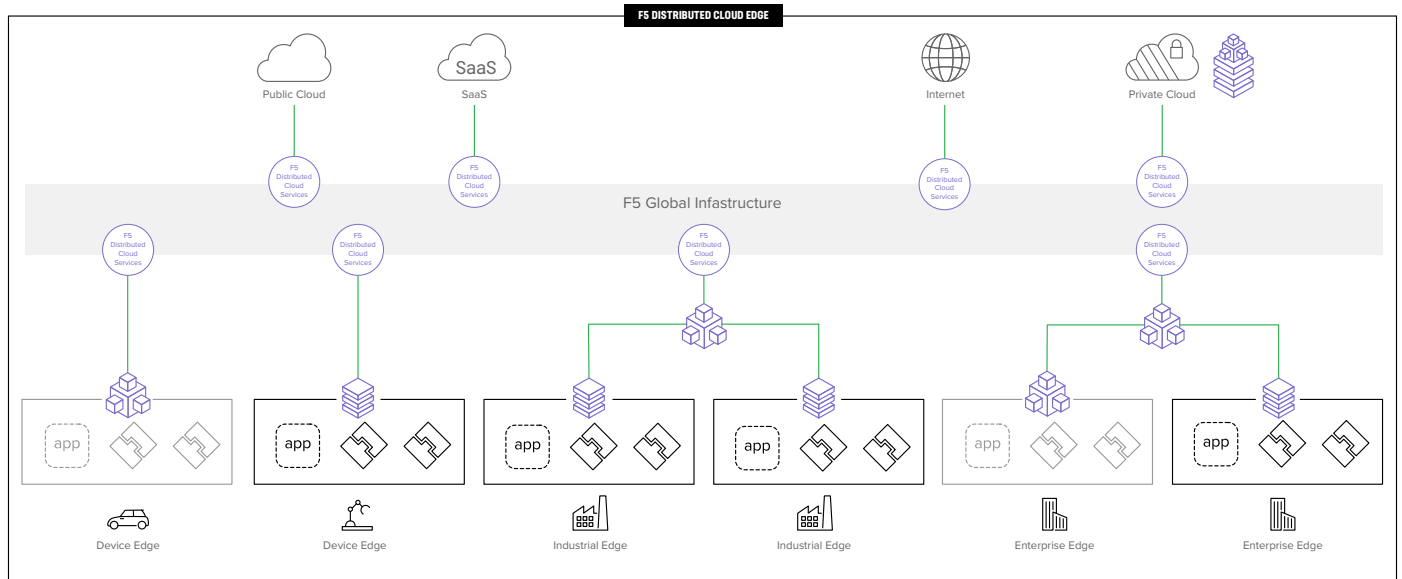 F5 DISTRIBUTED CLOUD EDGE
SaaS
Public Cloud
SaaS
Internet
Private Cloud
F5
Distributed
Cloud
Services
F5
Distributed
Cloud
Services
F5
Distributed
Cloud
Services
F5
Distributed
Cloud
Services
F5 Global Infastructure
F5
Distributed
Cloud
Services
F5
Distributed
Cloud
Services
F5
Distributed
Cloud
Services
F5
Distributed
Cloud
Services
app
app
app
app
app
app
Device Edge
Device Edge
Industrial Edge
Industrial Edge
Enterprise Edge
Enterprise Edge